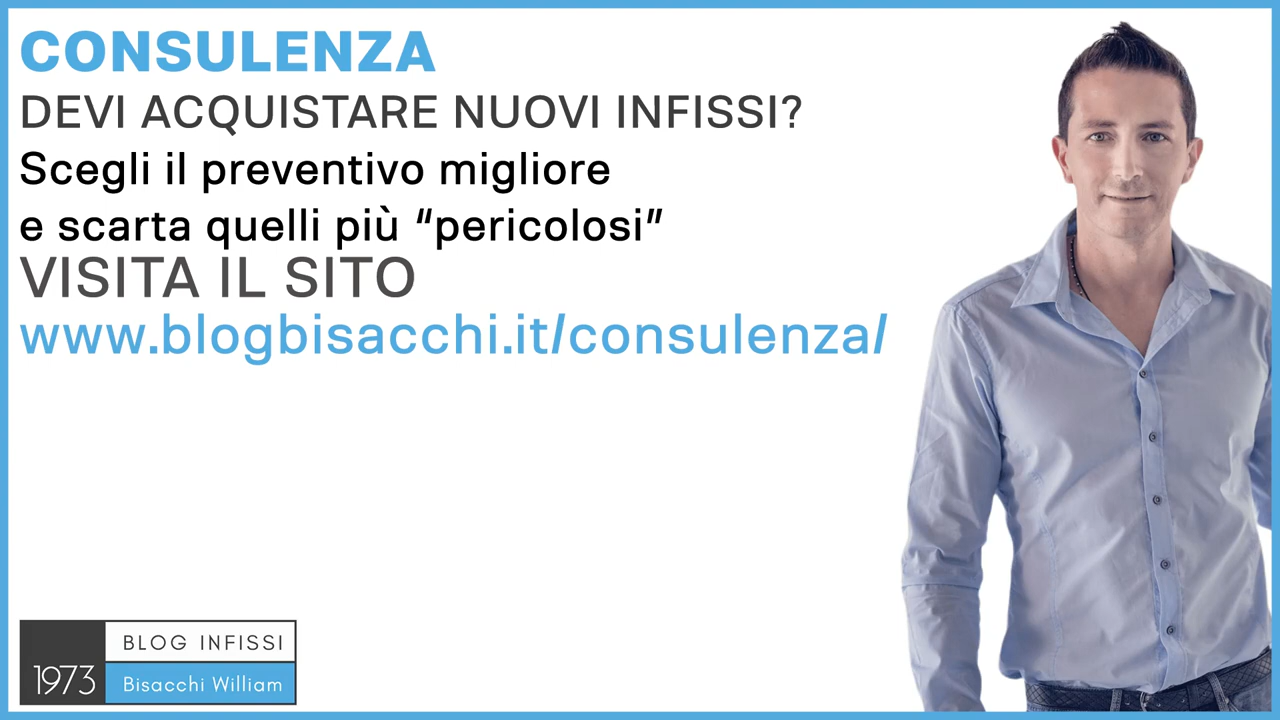 CONSULENZA
DEVI ACQUISTARE NUOVI INFISSI?
Scegli il preventivo migliore
e scarta quelli più “pericolosi”
VISITA IL SITO
www.blogbisacchi.it/consulenza/
1973
BLOG INFISSI
Bisacchi William